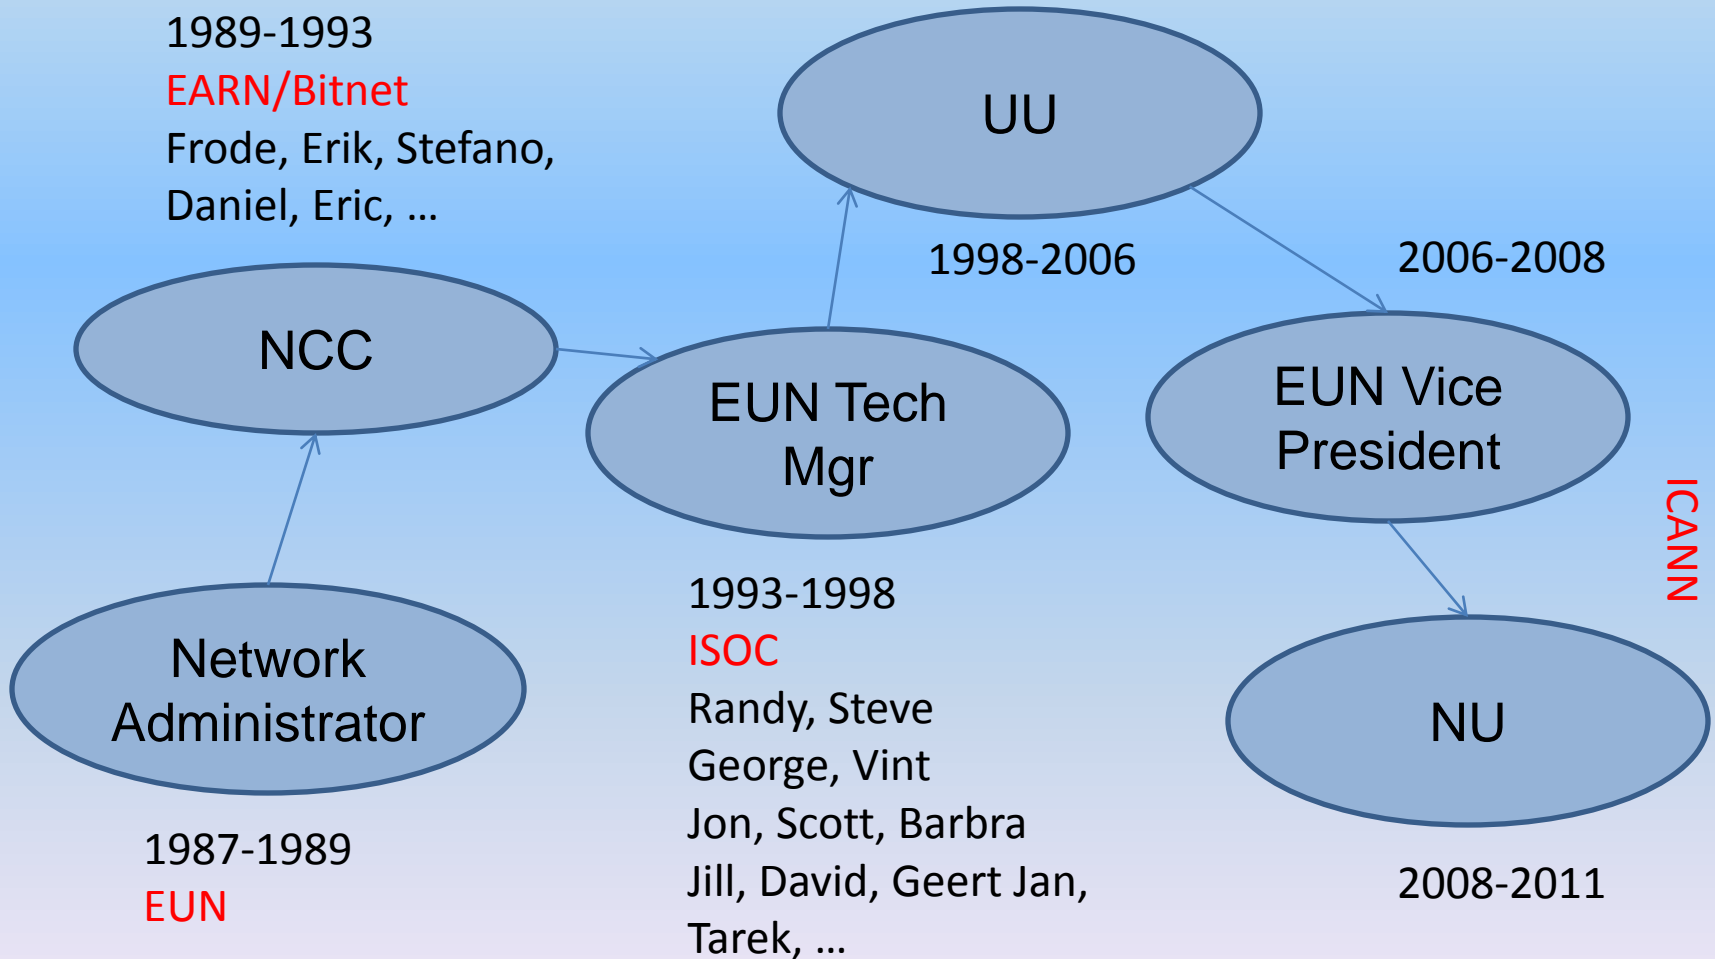 1989-1993
EARN/Bitnet
Frode, Erik, Stefano,
Daniel, Eric, ...
NCC
Network
Administrator
1987-1989
EUN
EUN Tech
Mgr
1993-1998
ISOC
Randy, Steve
George, Vint
Jon, Scott, Barbra
Jill, David, Geert Jan,
Tarek, ...
UU
1998-2006
2006-2008
EUN Vice
President
ICANN
NU
2008-2011